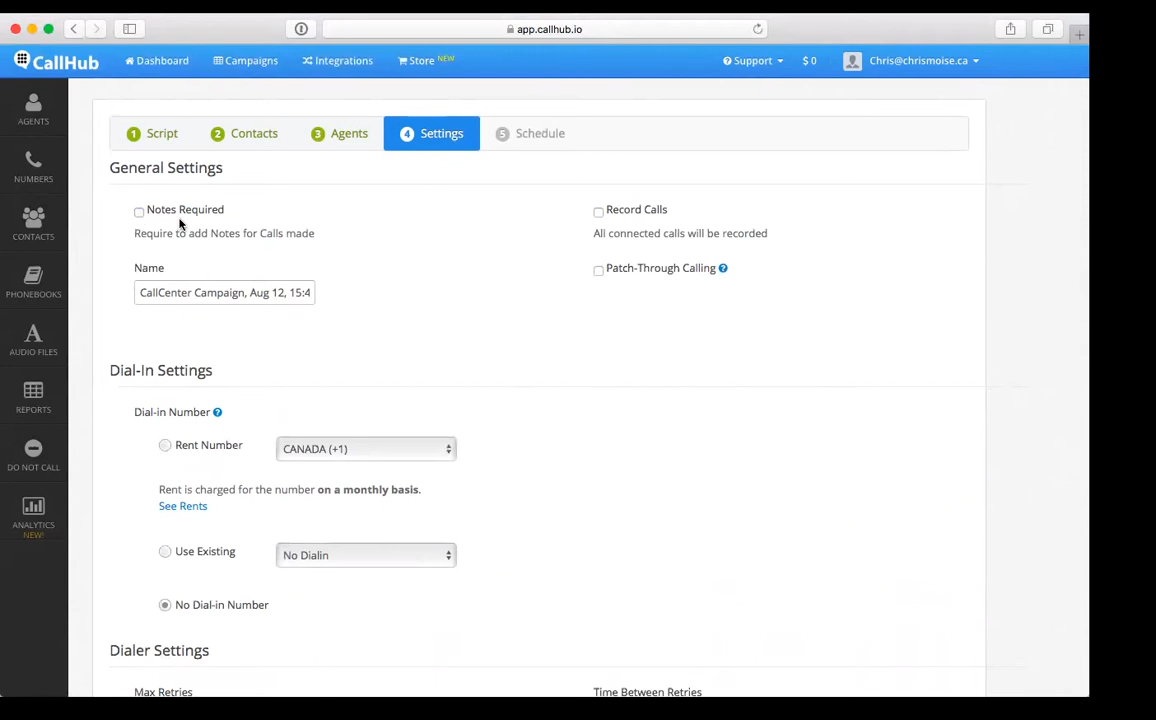 app.callhub.io
CallHub
Dashboard
Campaigns
Integrations
Store NEW
Support
$ 0
Chris@chrismoise.ca
AGENTS
NUMBERS
CONTACTS
PHONEBOOKS
A
AUDIO FILES
REPORTS
DO NOT CALL
ANALYTICS
NEW!
1 Script
2 Contacts
3 Agents
4 Settings
5 Schedule
General Settings
Notes Required
Require to add Notes for Calls made
Record Calls
All connected calls will be recorded
Name
CallCenter Campaign, Aug 12, 15:4
Patch-Through Calling ?
Dial-In Settings
Dial-in Number ?
Rent Number
CANADA (+1)
Rent is charged for the number on a monthly basis.
See Rents
Use Existing
No Dialin
No Dial-in Number
Dialer Settings
Max Retries
Time Between Retries